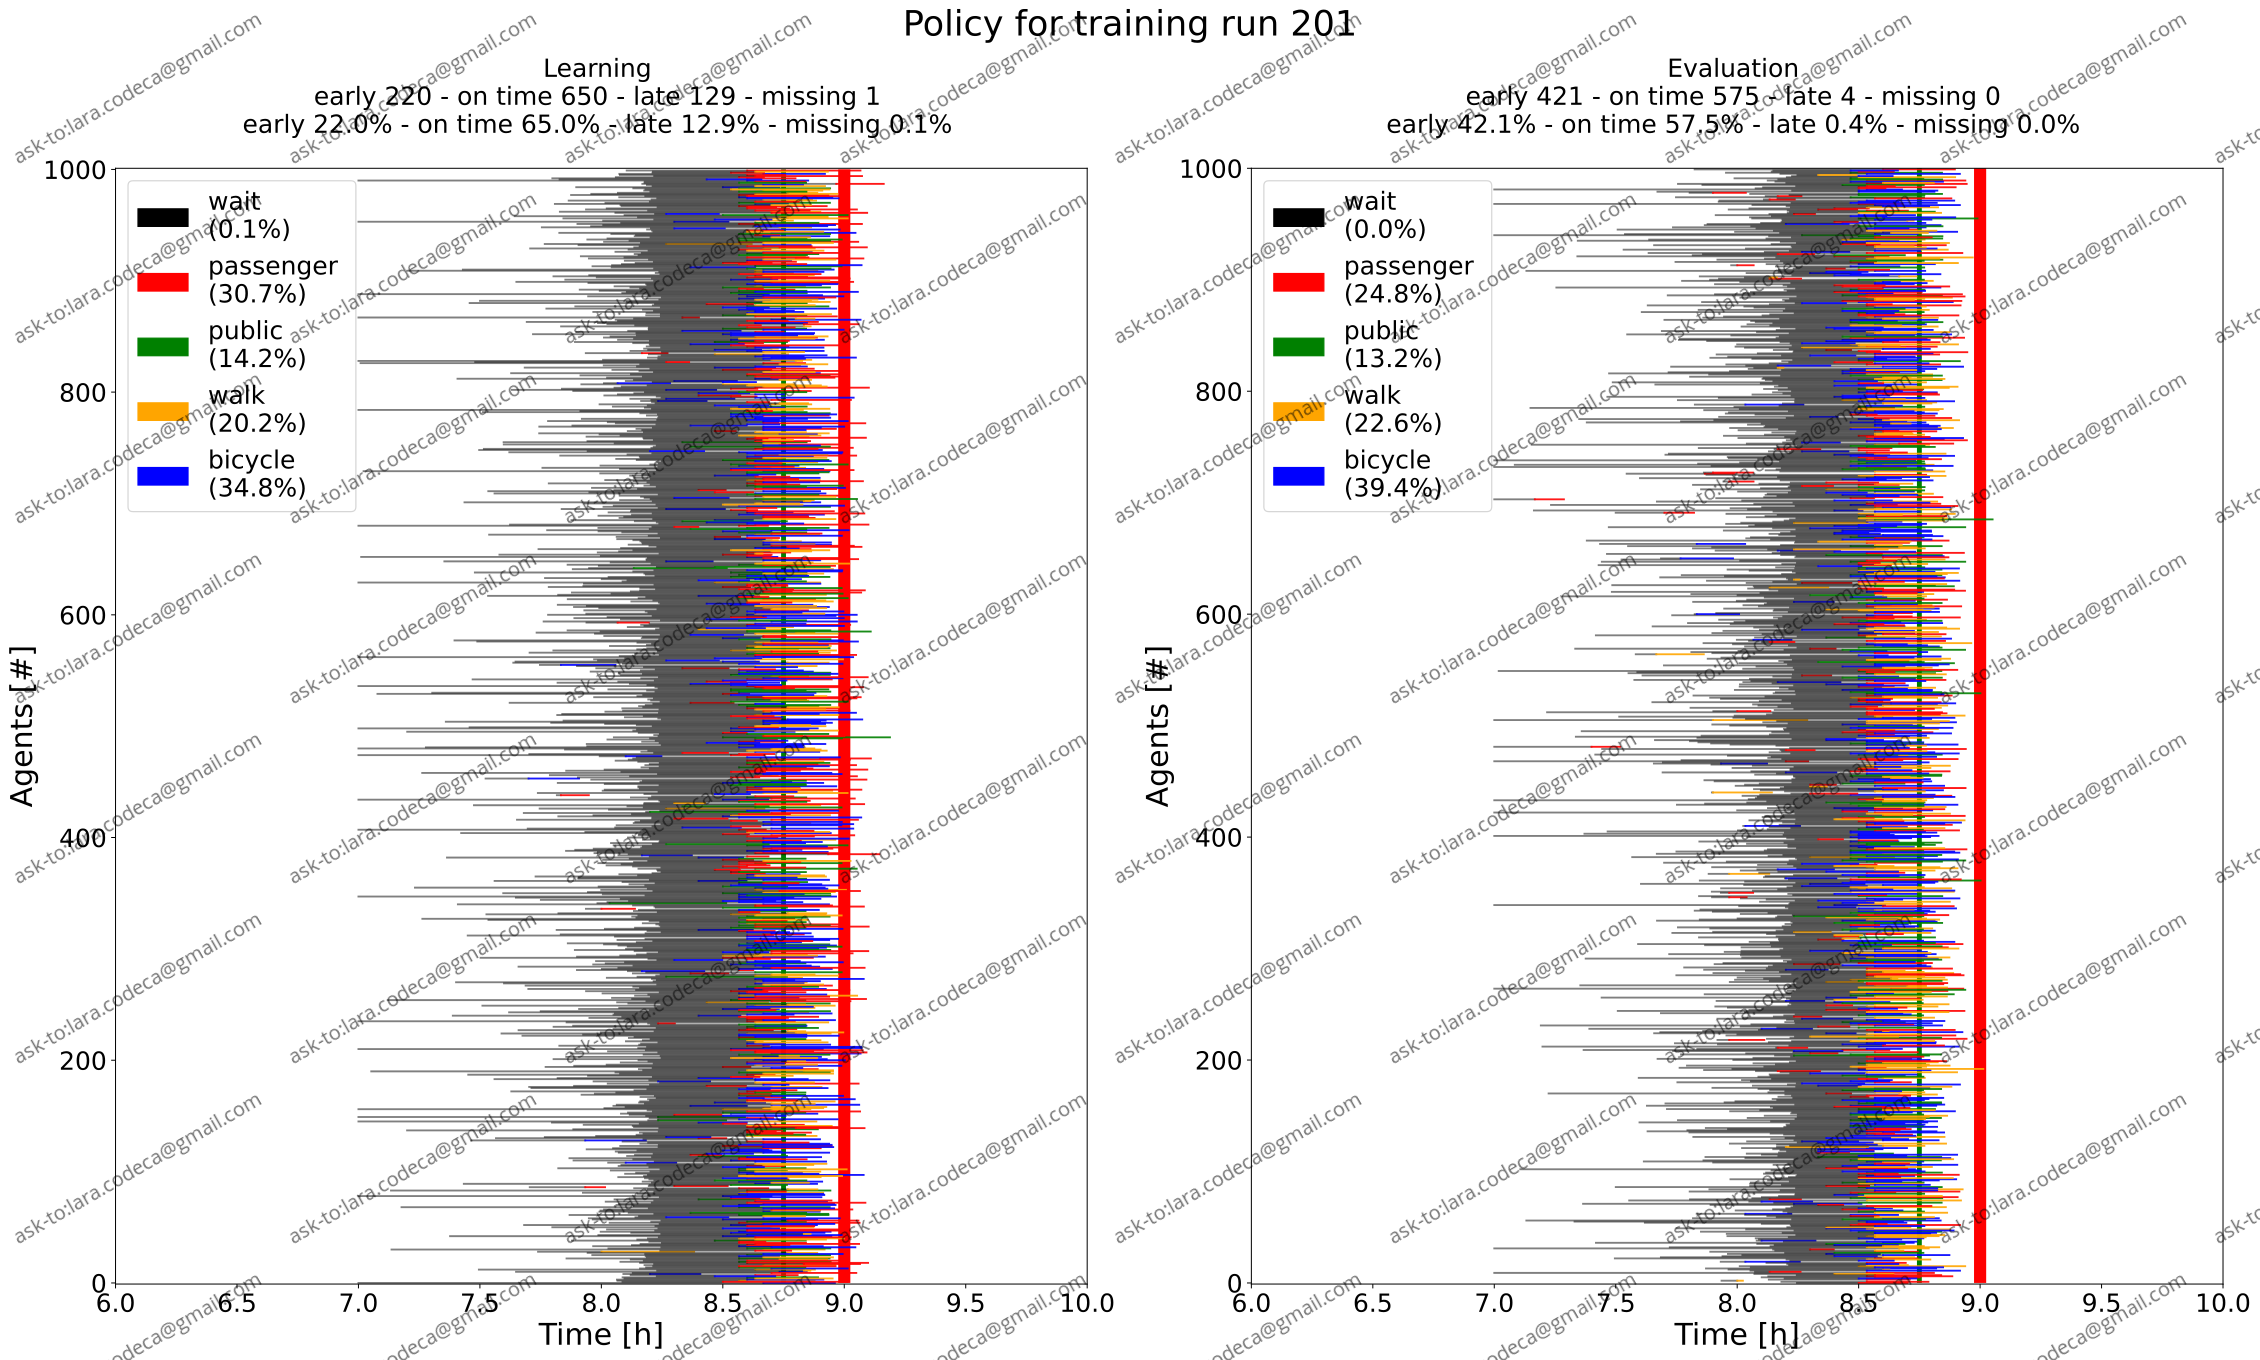 Policy for training run 201
Learning
early 220 - on time 650 - late 129 - missing 1
early 22.0% - on time 65.0% - late 12.9% - missing 0.1%
1000
800
600
400
200
0
Agents [#]
wait
(0.1%)
passenger
(30.7%)
public
(14.2%)
walk
(20.2%)
bicycle
(34.8%)
6.0 6.5 7.0 7.5 8.0 8.5 9.0 9.5 10.0
Time [h]
Evaluation
early 421 - on time 575 - late 4 - missing 0
early 42.1% - on time 57.5% - late 0.4% - missing 0.0%
1000
800
600
400
200
0
Agents [#]
wait
(0.0%)
passenger
(24.8%)
public
(13.2%)
walk
(22.6%)
bicycle
(39.4%)
6.0 6.5 7.0 7.5 8.0 8.5 9.0 9.5 10.0
Time [h]
ask-to:lara.codeca@gmail.com